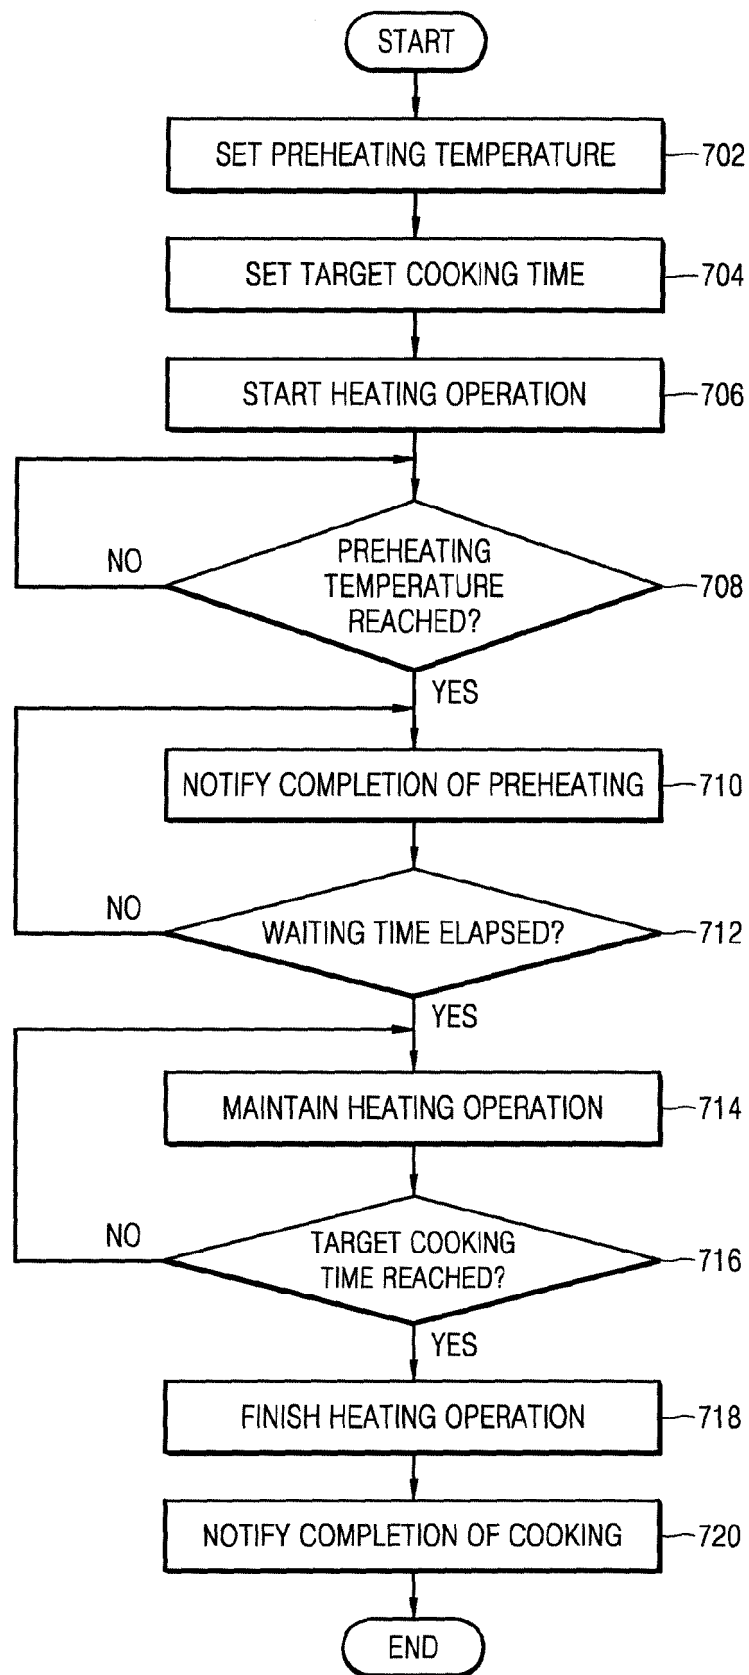 START
SET PREHEATING TEMPERATURE
702
SET TARGET COOKING TIME
704
START HEATING OPERATION
706
NO
PREHEATING
TEMPERATURE
REACHED?
708
YES
NOTIFY COMPLETION OF PREHEATING
710
NO
WAITING TIME ELAPSED?
712
YES
MAINTAIN HEATING OPERATION
714
NO
TARGET COOKING
TIME REACHED?
716
YES
FINISH HEATING OPERATION
718
NOTIFY COMPLETION OF COOKING
720
END